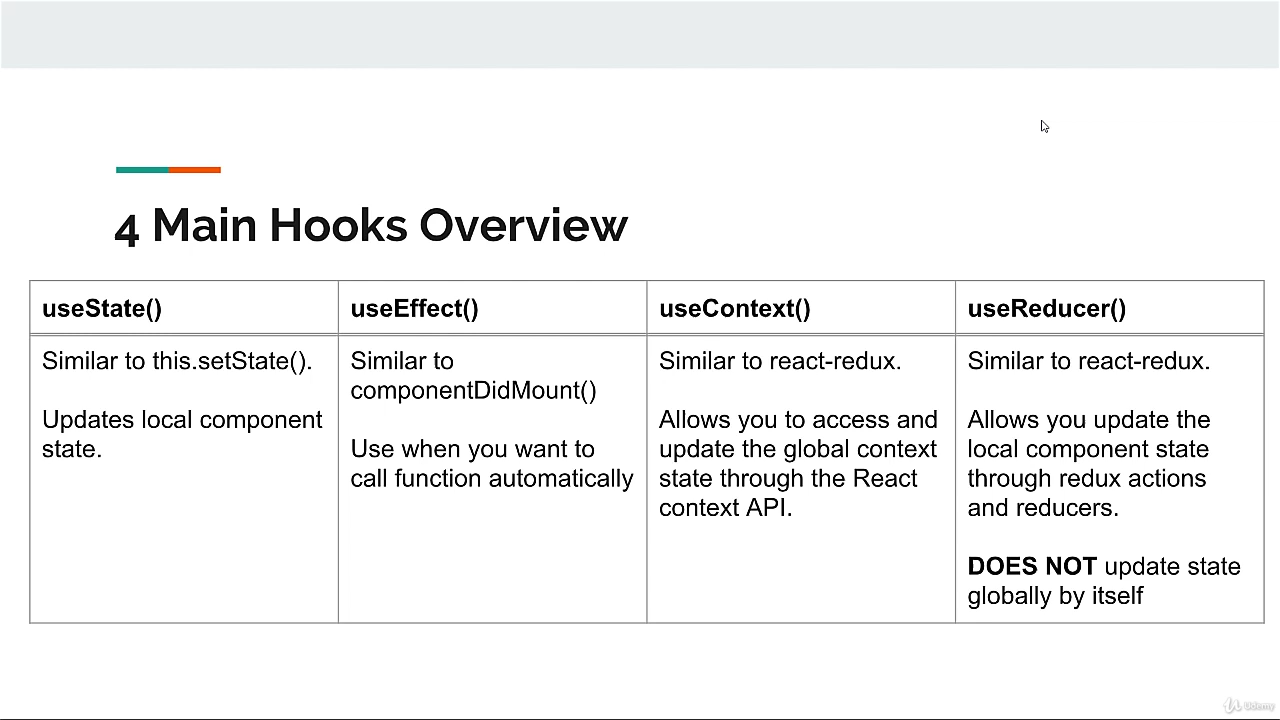 4 Main Hooks Overview
useState()
Similar to this.setState().
Updates local component
state.
useEffect()
Similar to
componentDidMount()
Use when you want to
call function automatically
useContext()
Similar to react-redux.
Allows you to access and
update the global context
state through the React
context API.
useReducer()
Similar to react-redux.
Allows you update the
local component state
through redux actions
and reducers.
DOES NOT update state
globally by itself
Udemy